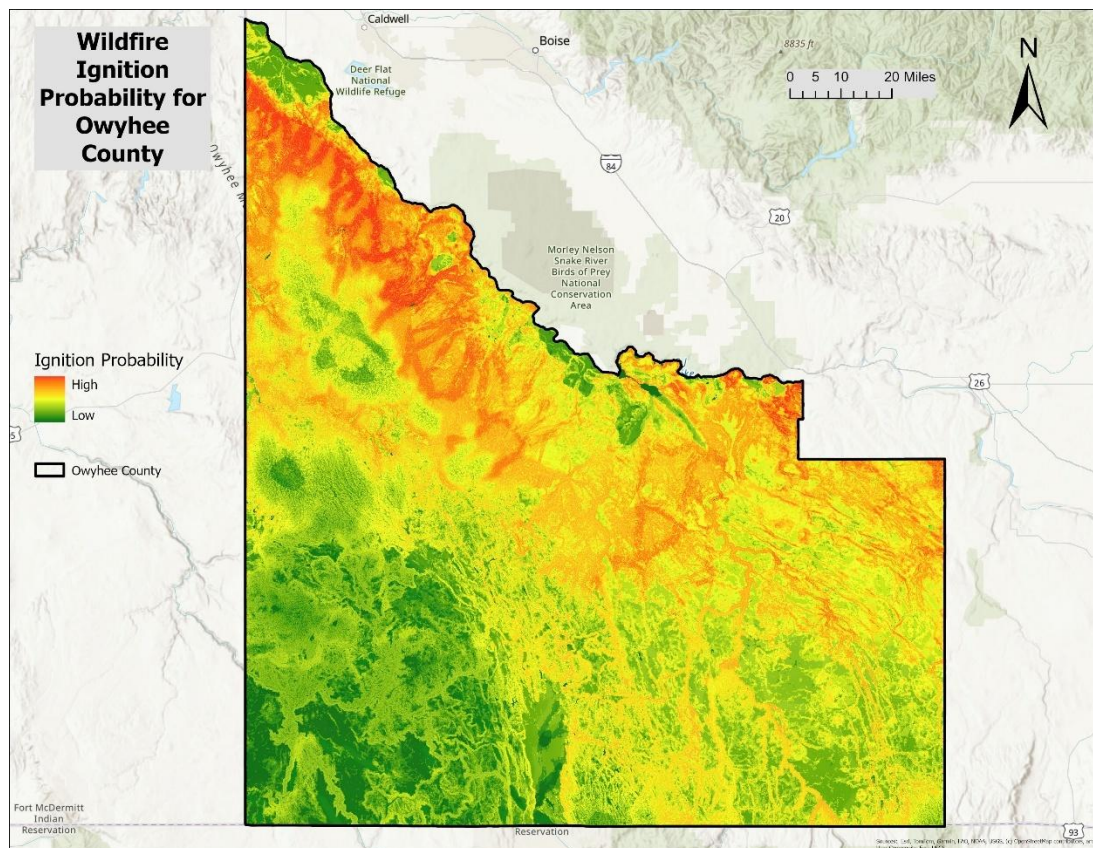 Wildfire
Ignition
Probability for
Owyhee
County
Caldwell
Boise
8835 ft
N
0 5 10 20 Miles
Deer Flat
National
Wildlife Refuge
84
20
Morley Nelson
Snake River
Birds of Prey
National
Conservation
Area
Ignition Probability
High
Low
26
Owyhee County
Fort McDermitt
Indian
Reservation
Reservation
93